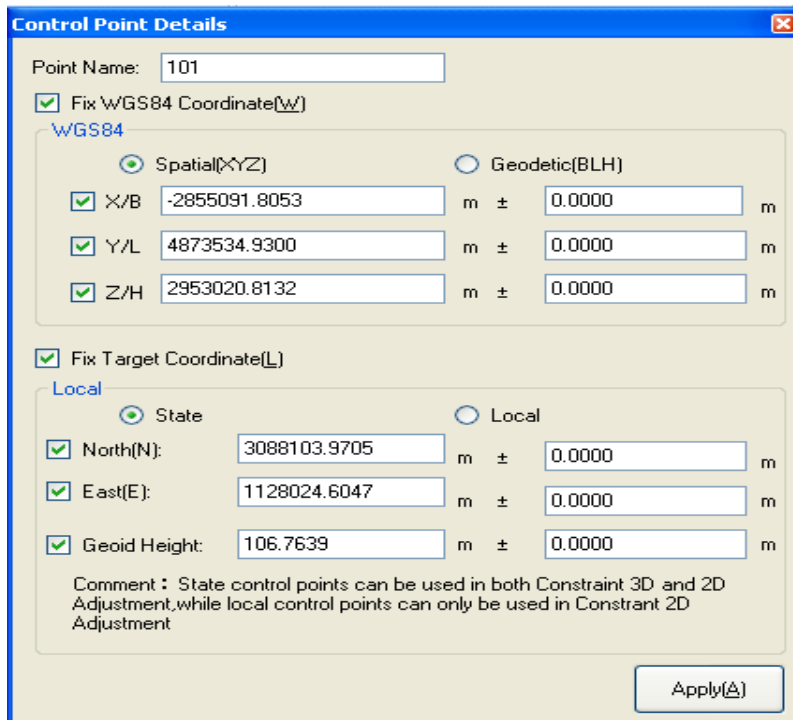 Control Point Details
Point Name: 101
Fix WGS84 Coordinate(W)
WGS84
Spatial(XYZ) Geodetic(BLH)
X/B -2855091.8053 m ± 0.0000 m
Y/L 4873534.9300 m ± 0.0000 m
Z/H 2953020.8132 m ± 0.0000 m
Fix Target Coordinate(L)
Local
State Local
North(N): 3088103.9705 m ± 0.0000 m
East(E): 1128024.6047 m ± 0.0000 m
Geoid Height: 106.7639 m ± 0.0000 m
Comment： State control points can be used in both Constraint 3D and 2D
Adjustment,while local control points can only be used in Constrant 2D
Adjustment
Apply(A)